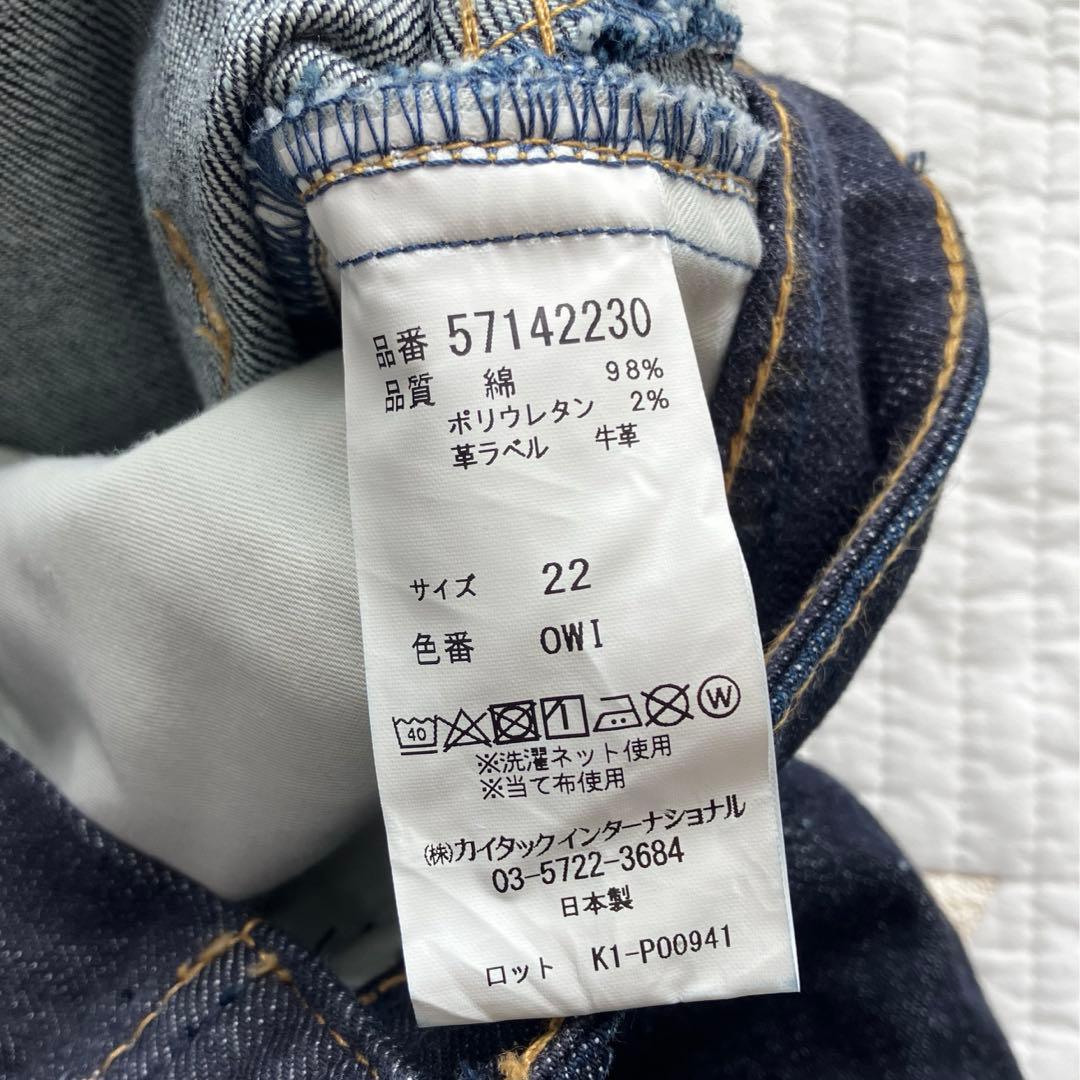 品番 57142230
品質 綿 98%
ポリウレタン 2%
革ラベル 牛革
サイズ 22
色番 OWI
40 W
※洗濯ネット使用
※当て布使用
(株)カイタックインターナショナル
03-5722-3684
日本製
ロット K1-P00941